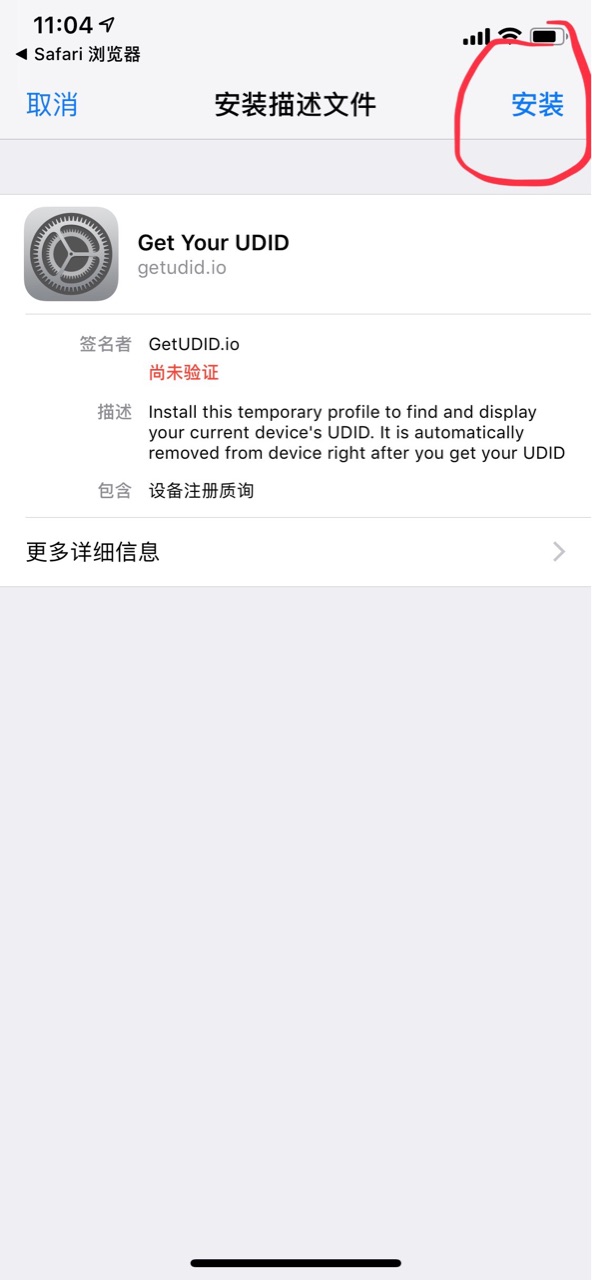 11:04
Safari 浏览器
取消 安装描述文件 安装
Get Your UDID
getudid.io
签名者 GetUDID.io
尚未验证
描述 Install this temporary profile to find and display
your current device's UDID. It is automatically
removed from device right after you get your UDID
包含 设备注册质询
更多详细信息